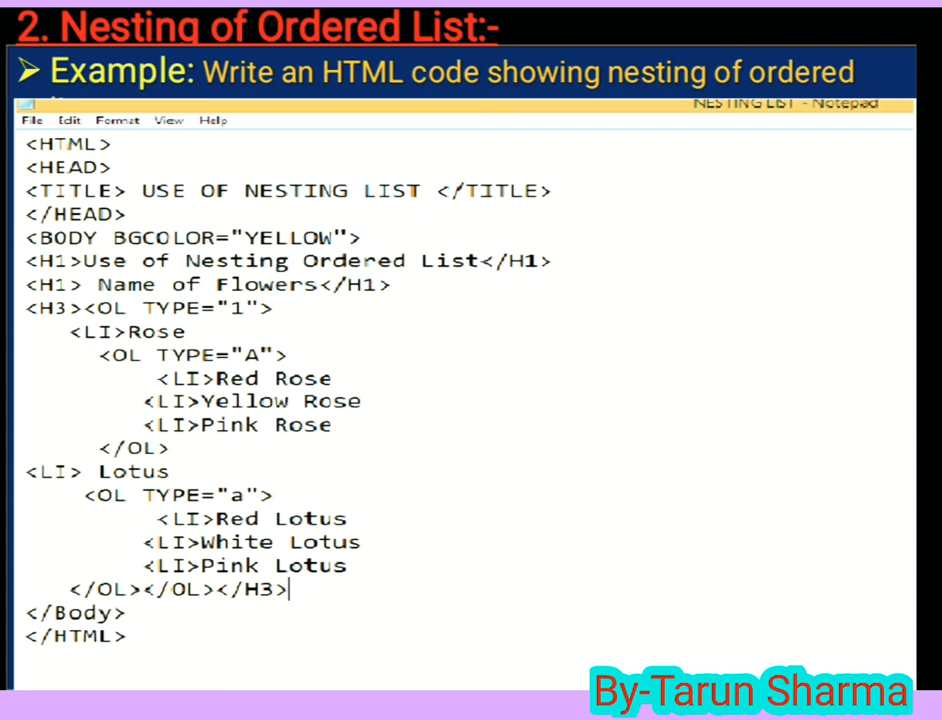 2. Nesting of Ordered List:-
➢ Example: Write an HTML code showing nesting of ordered
NESTING LIST - Notepad
File Edit Format View Help
<HTML>
<HEAD>
<TITLE> USE OF NESTING LIST </TITLE>
</HEAD>
<BODY BGCOLOR="YELLOW">
<H1>Use of Nesting Ordered List</H1>
<H1> Name of Flowers</H1>
<H3><OL TYPE="1">
<LI>Rose
<OL TYPE="A">
<LI>Red Rose
<LI>Yellow Rose
<LI>Pink Rose
</OL>
<LI> Lotus
<OL TYPE="a">
<LI>Red Lotus
<LI>White Lotus
<LI>Pink Lotus
</OL></OL></H3>
</Body>
</HTML>
By-Tarun Sharma